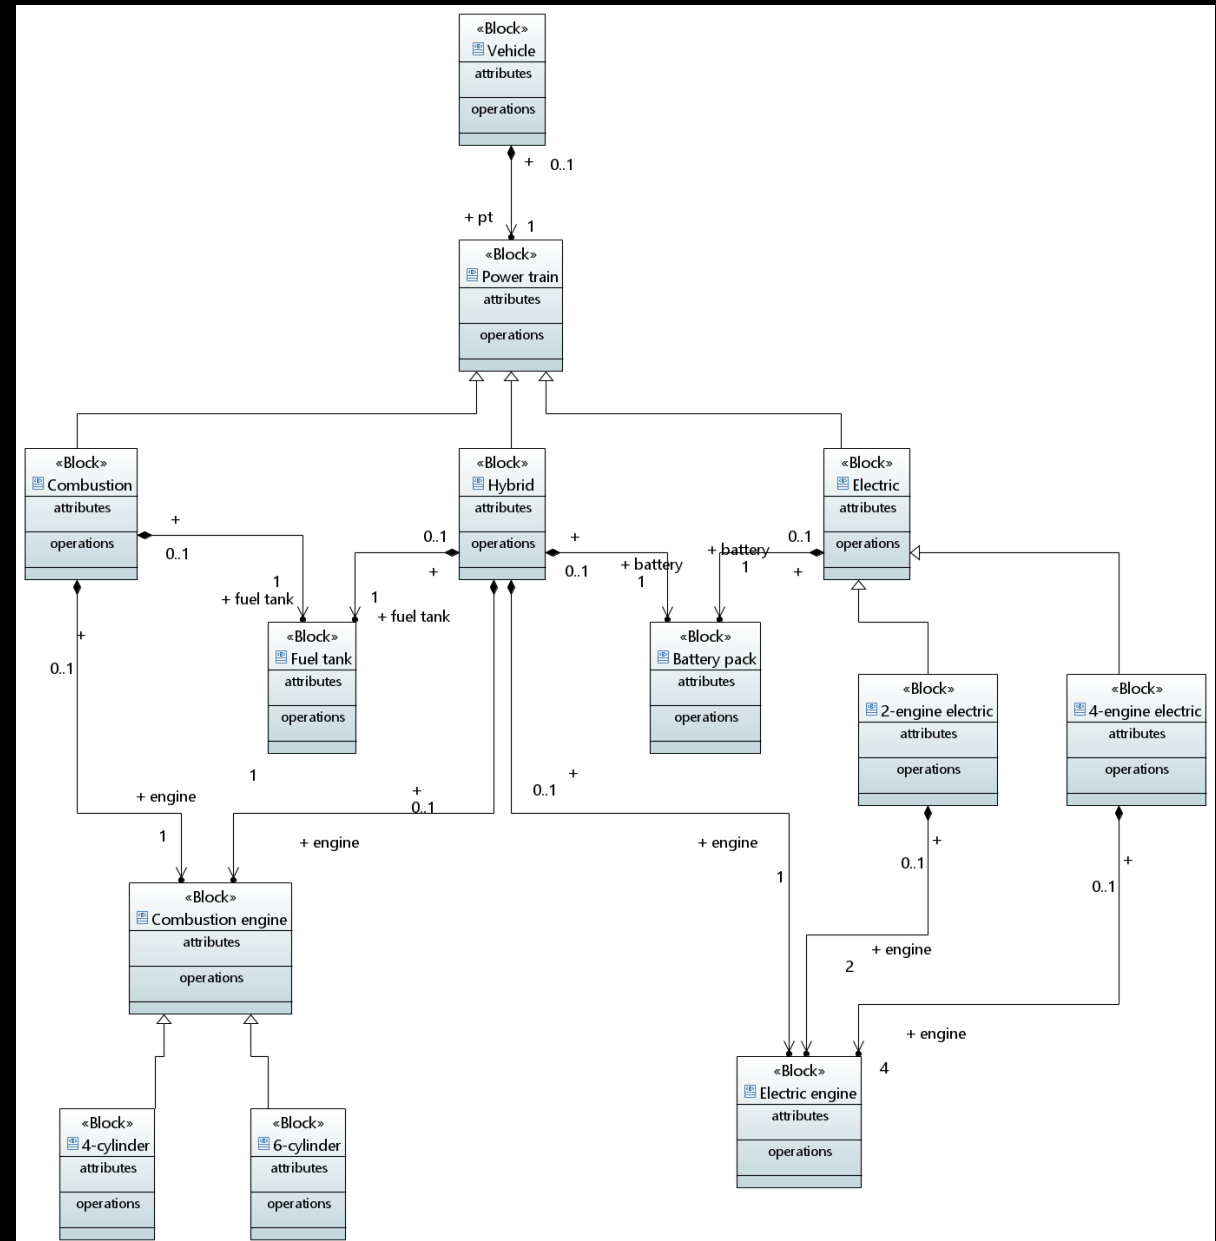 «Block»
Vehicle
attributes
operations
+
0..1
+ pt
1
«Block»
Power train
attributes
operations
«Block»
Combustion
attributes
operations
«Block»
Hybrid
attributes
operations
«Block»
Electric
attributes
operations
+
0..1
1
+ fuel tank
0..1
+
1
+ fuel tank
+
0..1
+ battery
1
0..1
+
+ battery
1
+
0..1
«Block»
Fuel tank
attributes
operations
«Block»
Battery pack
attributes
operations
«Block»
2-engine electric
attributes
operations
«Block»
4-engine electric
attributes
operations
+ engine
1
1
+
0..1
+ engine
+
0..1
+ engine
1
+
0..1
+
0..1
«Block»
Combustion engine
attributes
operations
+ engine
2
+ engine
4
«Block»
Electric engine
attributes
operations
«Block»
4-cylinder
attributes
operations
«Block»
6-cylinder
attributes
operations